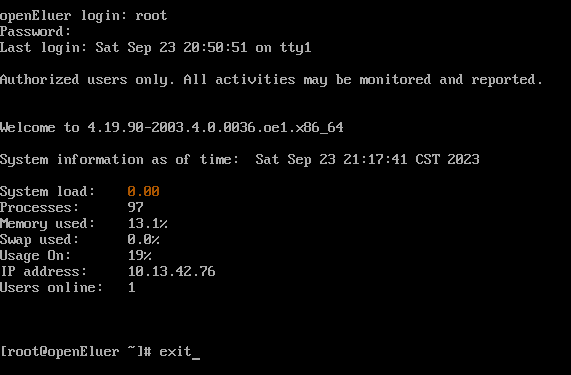 openEluer login: root
Password:
Last login: Sat Sep 23 20:50:51 on tty1
Authorized users only. All activities may be monitored and reported.
Welcome to 4.19.90-2003.4.0.0036.oe1.x86_64
System information as of time:  Sat Sep 23 21:17:41 CST 2023
System load:    0.00
Processes:      97
Memory used:    13.1%
Swap used:      0.0%
Usage On:       19%
IP address:     10.13.42.76
Users online:   1
[root@openEluer ~]# exit_